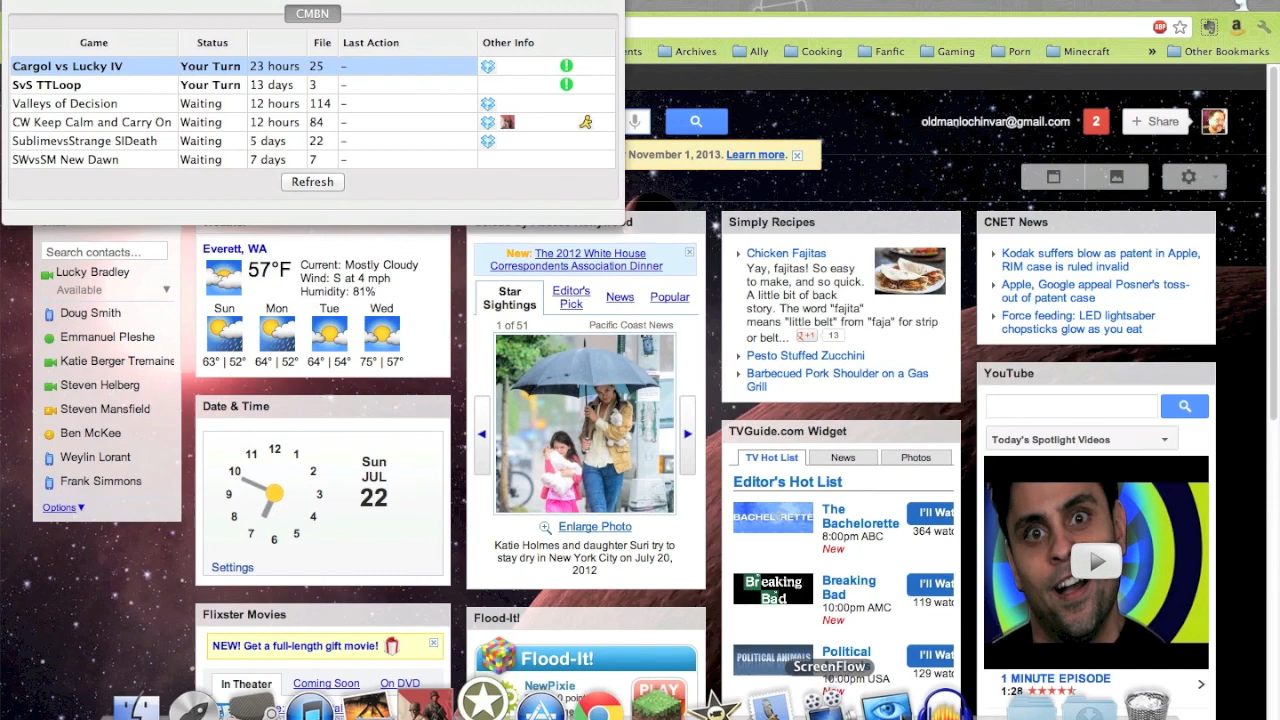 CMBN
Game Status File Last Action Other Info
Cargol vs Lucky IV Your Turn 23 hours 25 –
SvS TTLoop Your Turn 13 days 3 –
Valleys of Decision Waiting 12 hours 114 –
CW Keep Calm and Carry On Waiting 12 hours 84 –
SublimevsStrange SIDeath Waiting 5 days 22 –
SWvsSM New Dawn Waiting 7 days 7 –
Refresh
ABP
Archives Ally Cooking Fanfic Gaming Porn Minecraft » Other Bookmarks
oldmanlochinvar@gmail.com 2 + Share
November 1, 2013. Learn more.
Search contacts...
Lucky Bradley
Available
Doug Smith
Emmanuel Pleshe
Katie Berger Tremaine
Steven Helberg
Steven Mansfield
Ben McKee
Weylin Lorant
Frank Simmons
Options
Everett, WA
57°F
Current: Mostly Cloudy
Wind: S at 4 mph
Humidity: 81%
Sun Mon Tue Wed
63° | 52° 64° | 52° 64° | 54° 75° | 57°
Date & Time
12 1 2 3 4 5 6 7 8 9 10 11
Sun
JUL
22
Settings
Flixster Movies
NEW! Get a full-length gift movie!
In Theater Coming Soon On DVD
New: The 2012 White House
Correspondents Association Dinner
Star Sightings
Editor's Pick
News
Popular
1 of 51 Pacific Coast News
Enlarge Photo
Katie Holmes and daughter Suri try to
stay dry in New York City on July 20,
2012
Flood-It!
Flood-It!
NewPixie
PLAY
Simply Recipes
Chicken Fajitas
Yay, fajitas! So easy
to make, and so quick.
A little bit of back
story. The word "fajita"
means "little belt" from "faja" for strip
or belt... +1 13
Pesto Stuffed Zucchini
Barbecued Pork Shoulder on a Gas
Grill
TVGuide.com Widget
TV Hot List News Photos
Editor's Hot List
BACHELORETTE
The
Bachelorette
8:00pm ABC
New
I'll Wat
364 wat
Breaking
Bad
Breaking
Bad
10:00pm AMC
New
I'll Wat
119 wat
POLITICAL ANIMALS
Political
10:00pm USA
I'll Wat
129 wat
ScreenFlow
CNET News
Kodak suffers blow as patent in Apple,
RIM case is ruled invalid
Apple, Google appeal Posner's toss-
out of patent case
Force feeding: LED lightsaber
chopsticks glow as you eat
YouTube
Today's Spotlight Videos
1 MINUTE EPISODE
1:28